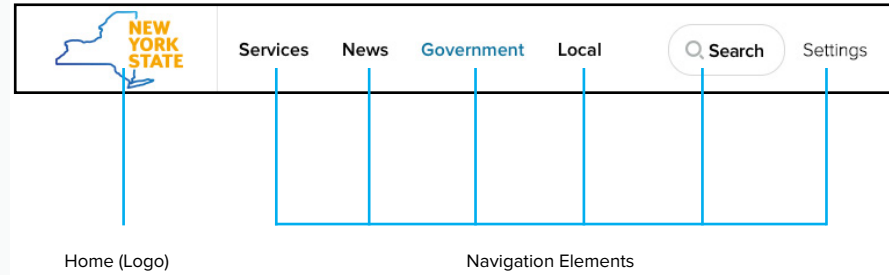 NEW
YORK
STATE
Services News Government Local Search Settings
Home (Logo) Navigation Elements